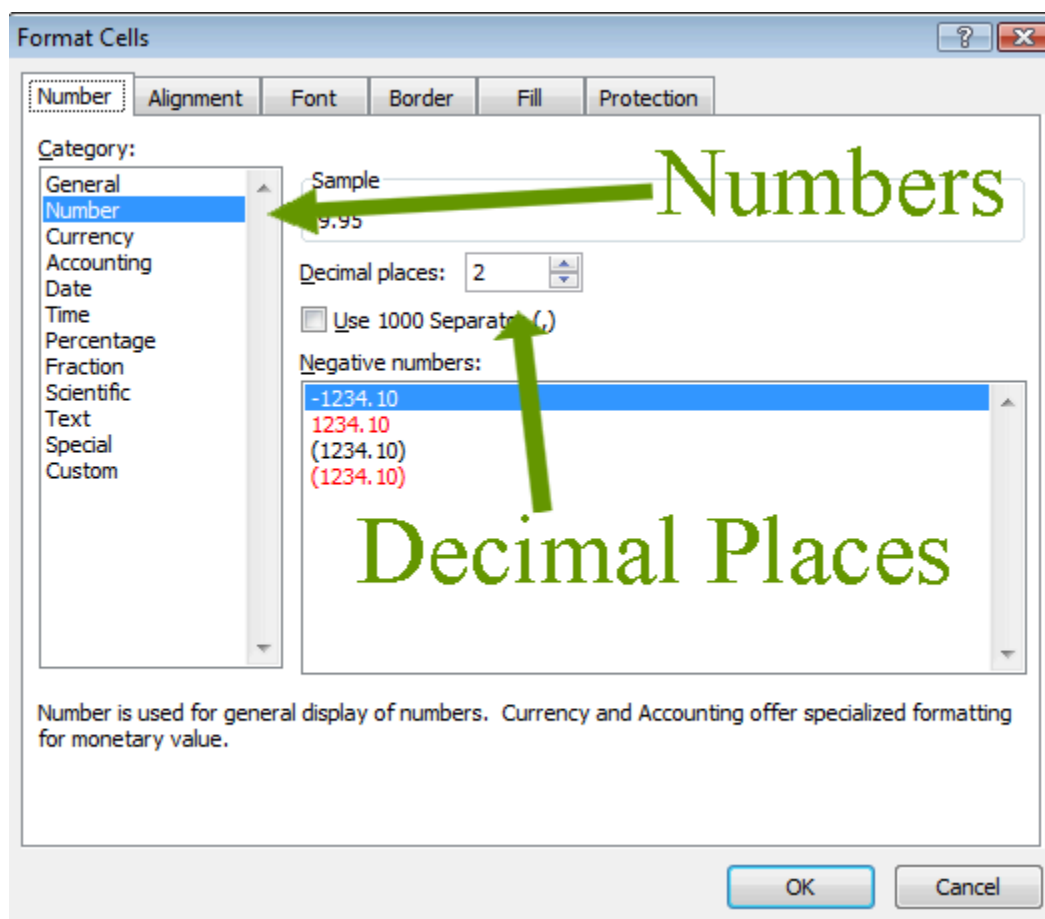 Format Cells
?
Number Alignment Font Border Fill Protection
Category:
General
Number
Currency
Accounting
Date
Time
Percentage
Fraction
Scientific
Text
Special
Custom
Sample
9.95
Numbers
Decimal places: 2
Use 1000 Separator (,)
Negative numbers:
-1234.10
1234.10
(1234.10)
(1234.10)
Decimal Places
Number is used for general display of numbers. Currency and Accounting offer specialized formatting
for monetary value.
OK Cancel